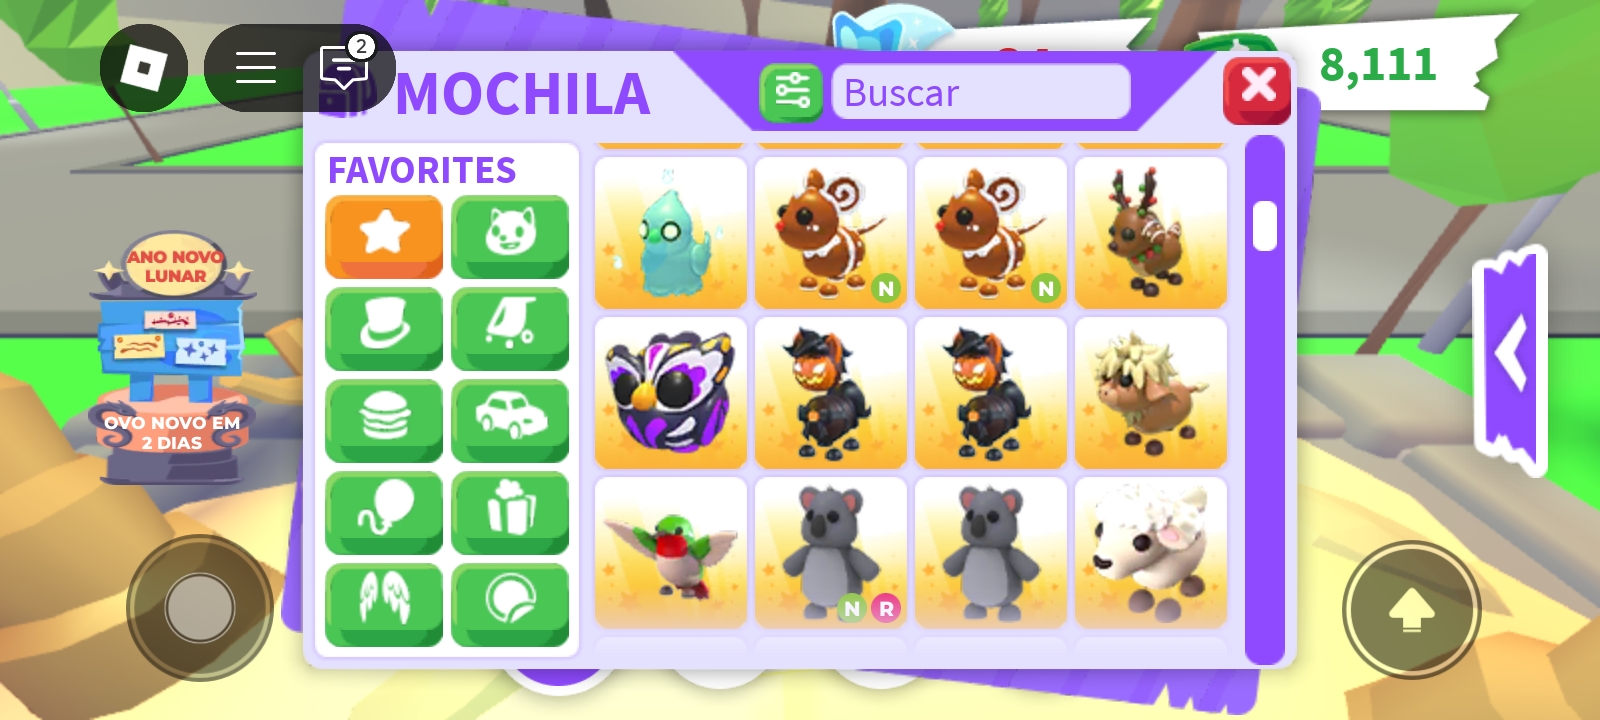 2
MOCHILA
Buscar
8,111
FAVORITES
ANO NOVO
LUNAR
OVO NOVO EM
2 DIAS
N
N
N R